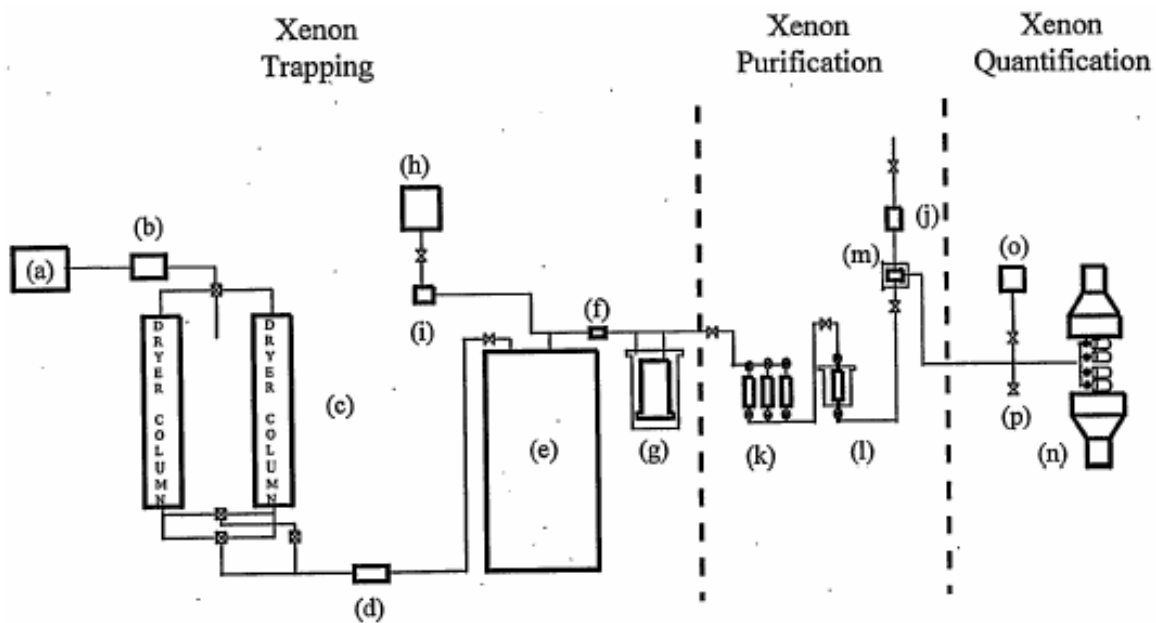 Xenon
Trapping
Xenon
Purification
Xenon
Quantification
(a)
(b)
DRYER COLUMN
DRYER COLUMN
(c)
(d)
(h)
(i)
(e)
(f)
(g)
(j)
(m)
(k)
(l)
(o)
(p)
(n)